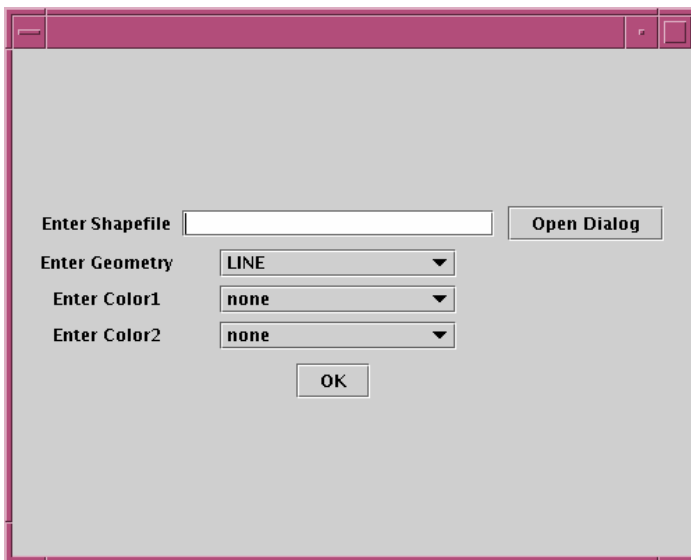 Enter Shapefile Open Dialog
Enter Geometry LINE
Enter Color1 none
Enter Color2 none
OK